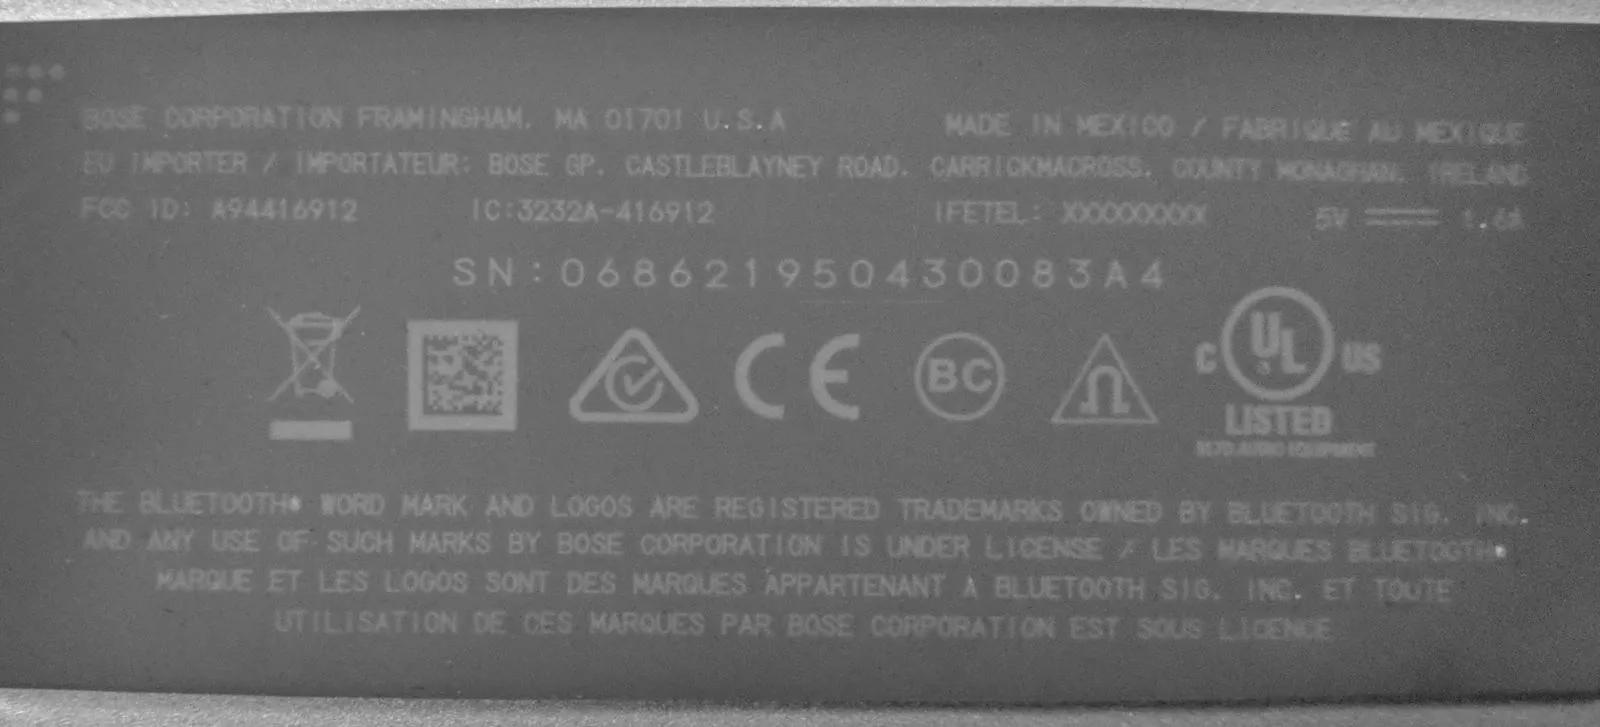 BOSE CORPORATION FRAMINGHAM, MA 01701 U.S.A MADE IN MEXICO / FABRIQUE AU MEXIQUE
EU IMPORTER / IMPORTATEUR: BOSE GP, CASTLEBLAYNEY ROAD, CARRICKMACROSS, COUNTY MONAGHAN, IRELAND
FCC ID: A94416912 IC:3232A-416912 IFETEL: XXXXXXXXXX 5V 1.6A
SN:068621950430083A4
CE BC C UL US
LISTED
AUDIO EQUIPMENT
THE BLUETOOTH® WORD MARK AND LOGOS ARE REGISTERED TRADEMARKS OWNED BY BLUETOOTH SIG, INC.
AND ANY USE OF SUCH MARKS BY BOSE CORPORATION IS UNDER LICENSE / LES MARQUES BLUETOOTH®
MARQUE ET LES LOGOS SONT DES MARQUES APPARTENANT À BLUETOOTH SIG, INC. ET TOUTE
UTILISATION DE CES MARQUES PAR BOSE CORPORATION EST SOUS LICENCE